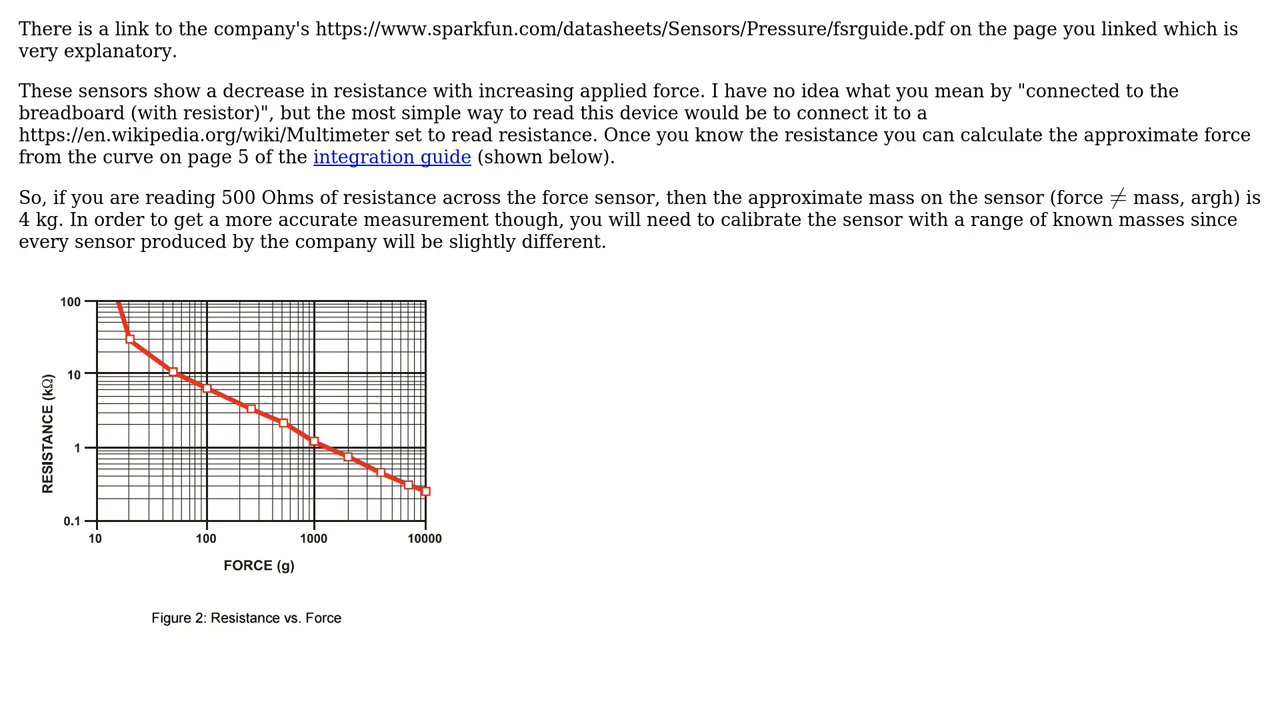 There is a link to the company's https://www.sparkfun.com/datasheets/Sensors/Pressure/fsrguide.pdf on the page you linked which is
very explanatory.
These sensors show a decrease in resistance with increasing applied force. I have no idea what you mean by "connected to the
breadboard (with resistor)", but the most simple way to read this device would be to connect it to a
https://en.wikipedia.org/wiki/Multimeter set to read resistance. Once you know the resistance you can calculate the approximate force
from the curve on page 5 of the integration guide (shown below).
So, if you are reading 500 Ohms of resistance across the force sensor, then the approximate mass on the sensor (force ≠ mass, argh) is
4 kg. In order to get a more accurate measurement though, you will need to calibrate the sensor with a range of known masses since
every sensor produced by the company will be slightly different.
100
10
1
0.1
RESISTANCE (kΩ)
10 100 1000 10000
FORCE (g)
Figure 2: Resistance vs. Force